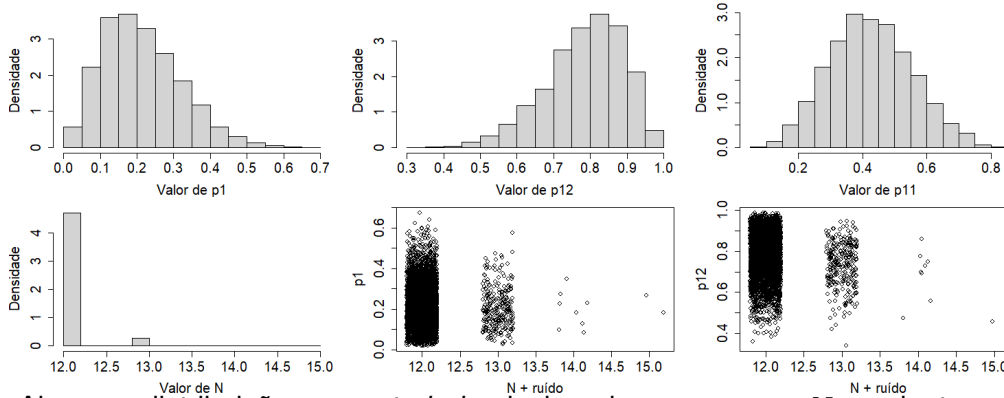 Densidade
0 1 2 3
0.0 0.1 0.2 0.3 0.4 0.5 0.6 0.7
Valor de p1
Densidade
0 1 2 3
0.3 0.4 0.5 0.6 0.7 0.8 0.9 1.0
Valor de p12
Densidade
0.0 1.0 2.0 3.0
0.2 0.4 0.6 0.8
Valor de p11
Densidade
0 1 2 3 4
12.0 12.5 13.0 13.5 14.0 14.5 15.0
Valor de N
p1
0.0 0.2 0.4 0.6
12.0 12.5 13.0 13.5 14.0 14.5 15.0
N + ruído
p12
0.4 0.6 0.8 1.0
12.0 12.5 13.0 13.5 14.0 14.5 15.0
N + ruído